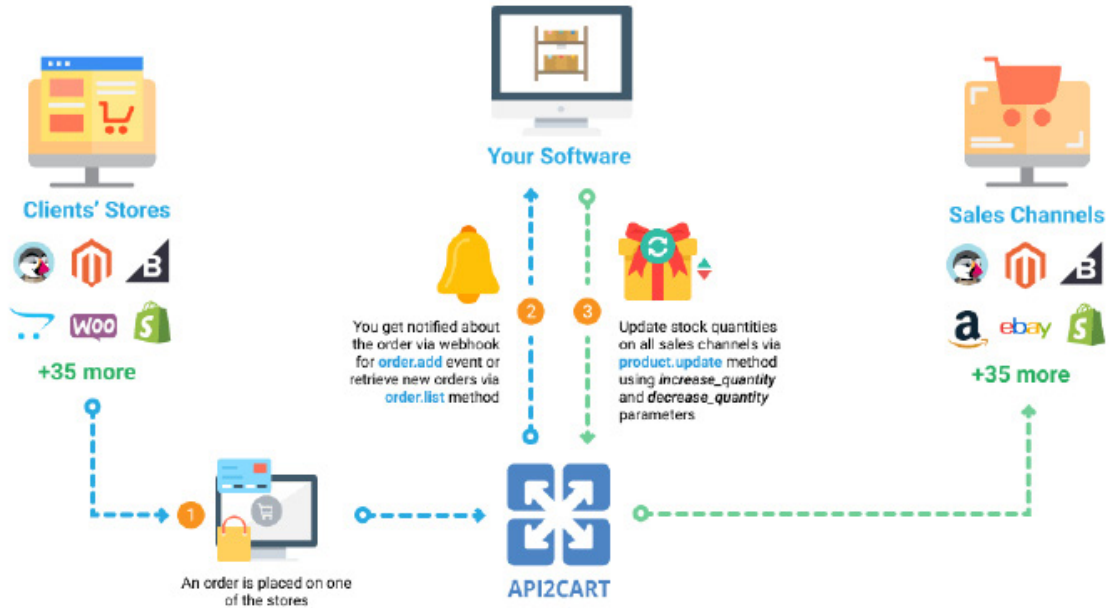 Your Software
Clients' Stores
Sales Channels
B
WOO
S
+35 more
B
a
ebay
S
+35 more
1
An order is placed on one
of the stores
2
You get notified about
the order via webhook
for order.add event or
retrieve new orders via
order.list method
3
Update stock quantities
on all sales channels via
product.update method
using increase_quantity
and decrease_quantity
parameters
API2CART